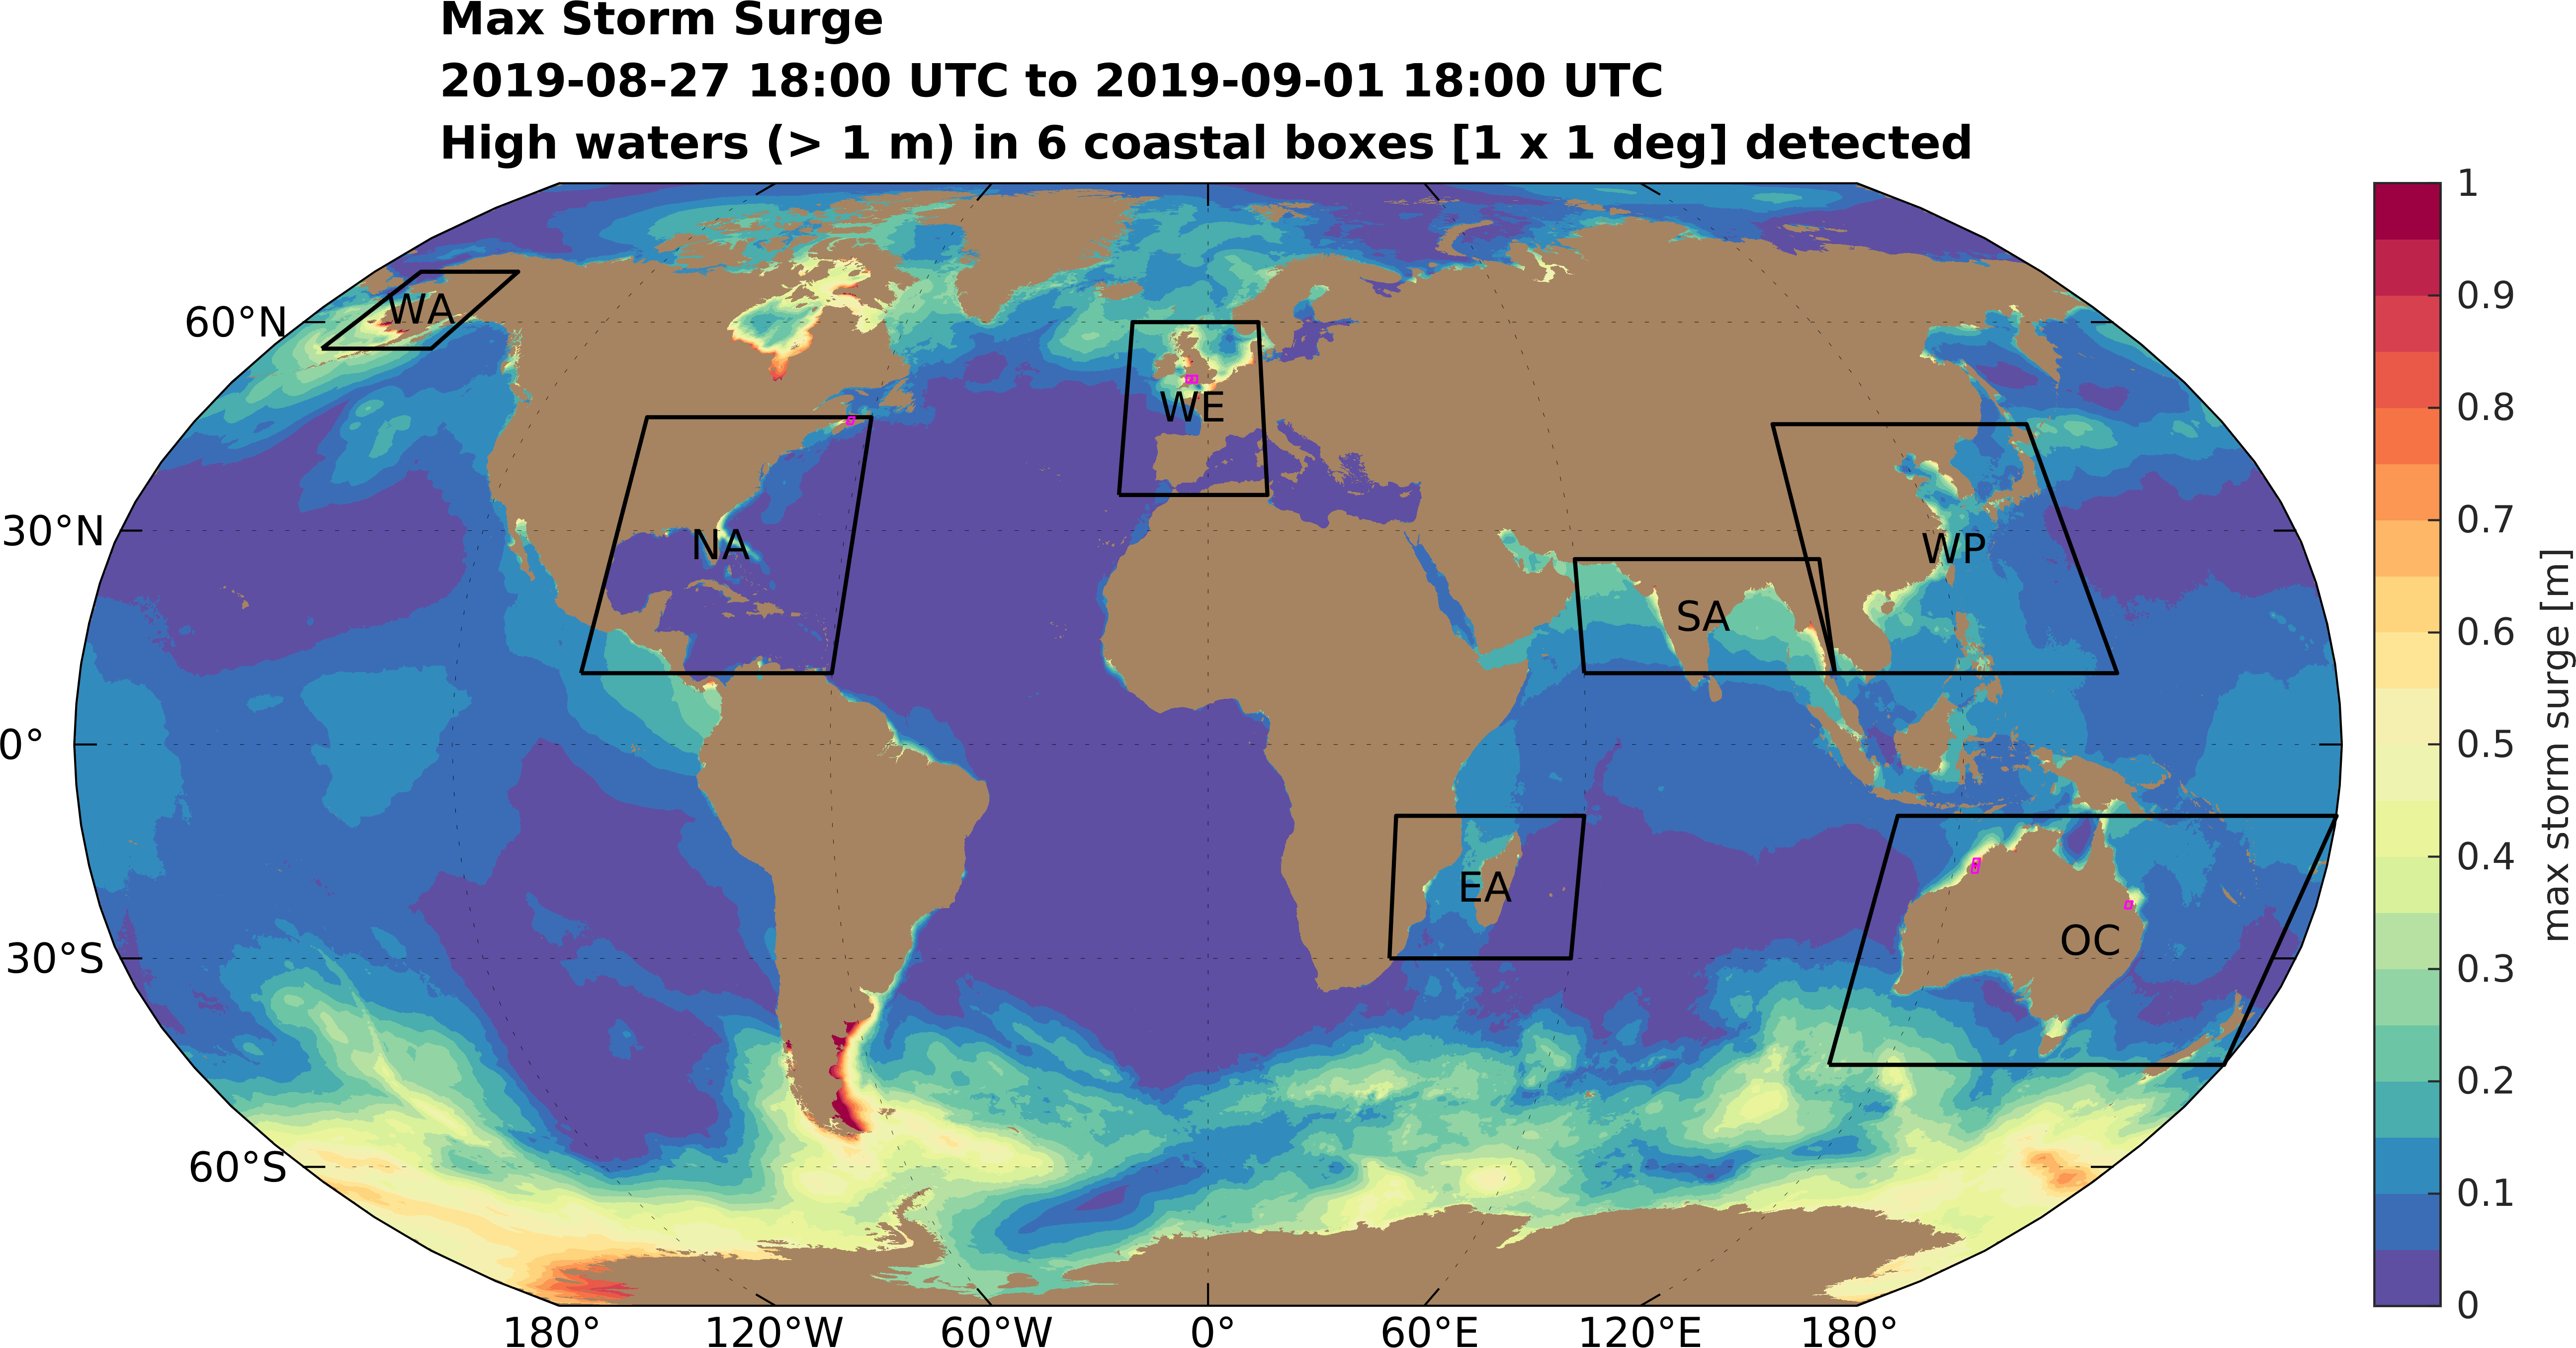 Max Storm Surge
2019-08-27 18:00 UTC to 2019-09-01 18:00 UTC
High waters (> 1 m) in 6 coastal boxes [1 x 1 deg] detected
60°N
30°N
0°
30°S
60°S
WA
NA
WE
SA
WP
EA
OC
180°
120°W
60°W
0°
60°E
120°E
180°
1
0.9
0.8
0.7
0.6
0.5
0.4
0.3
0.2
0.1
0
max storm surge [m]